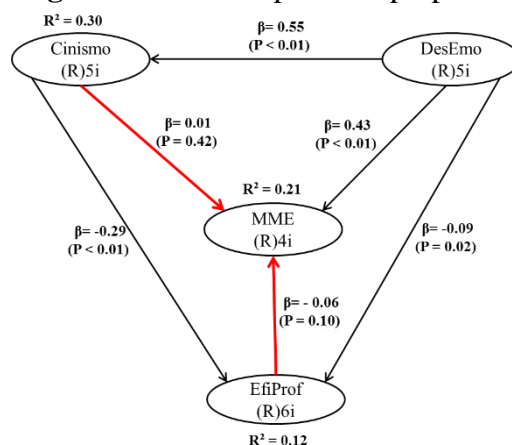 R² = 0.30
Cinismo
(R)5i
β= 0.55
(P < 0.01)
DesEmo
(R)5i
β= 0.01
(P = 0.42)
β= 0.43
(P < 0.01)
R² = 0.21
MME
(R)4i
β= -0.29
(P < 0.01)
β= -0.09
(P = 0.02)
β= - 0.06
(P = 0.10)
EfiProf
(R)6i
R² = 0.12